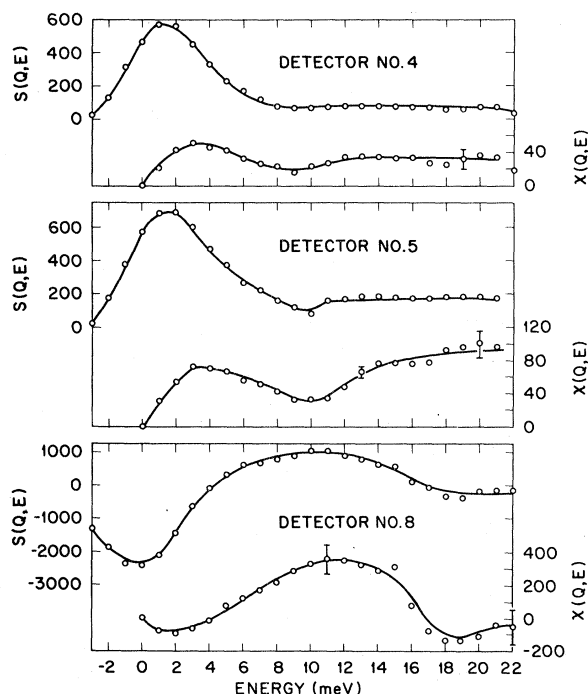 600
400
200
0
S(Q,E)
DETECTOR NO. 4
40
0
χ(Q,E)
600
400
200
0
S(Q,E)
DETECTOR NO. 5
120
80
40
0
χ(Q,E)
1000
0
-1000
-2000
-3000
S(Q,E)
DETECTOR NO. 8
400
200
0
-200
χ(Q,E)
-2 0 2 4 6 8 10 12 14 16 18 20 22
ENERGY (meV)